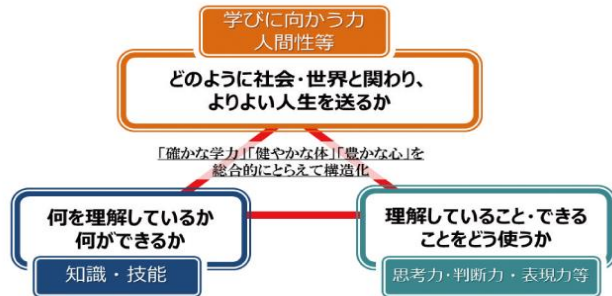 学びに向かう力
人間性等
どのように社会・世界と関わり、
よりよい人生を送るか
「確かな学力」「健やかな体」「豊かな心」を
総合的にとらえて構造化
何を理解しているか
何ができるか
知識・技能
理解していること・できる
ことをどう使うか
思考力・判断力・表現力等